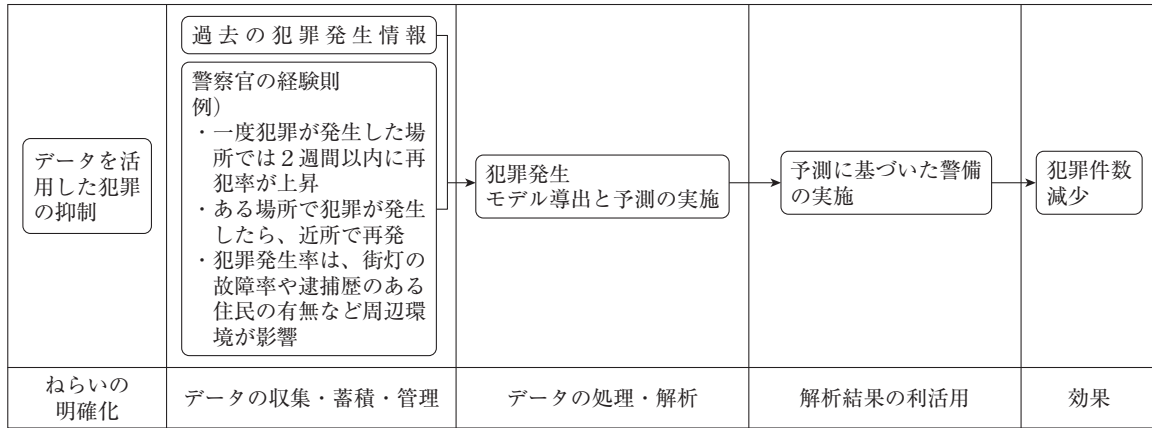 データを活
用した犯罪
の抑制
過去の犯罪発生情報
警察官の経験則
例）
・一度犯罪が発生した場
所では２週間以内に再
犯率が上昇
・ある場所で犯罪が発生
したら、近所で再発
・犯罪発生率は、街灯の
故障率や逮捕歴のある
住民の有無など周辺環
境が影響
犯罪発生
モデル導出と予測の実施
予測に基づいた警備
の実施
犯罪件数
減少
ねらいの
明確化
データの収集・蓄積・管理
データの処理・解析
解析結果の利活用
効果